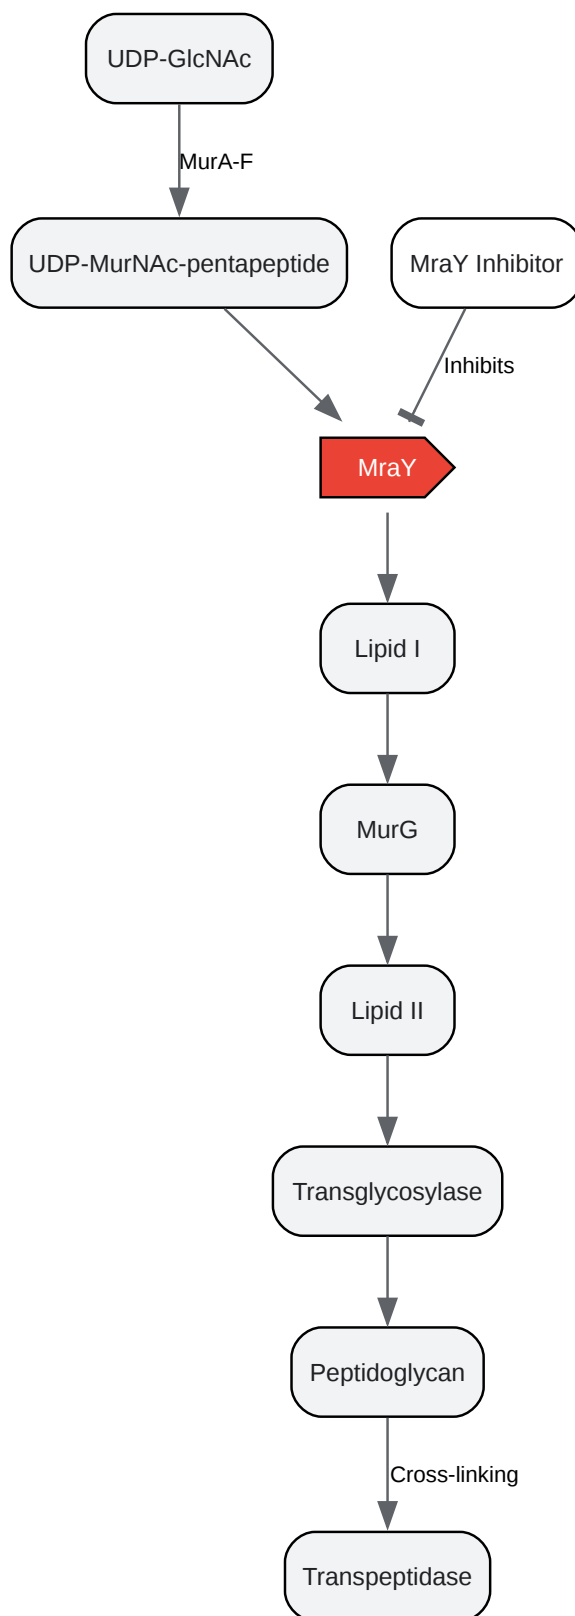 UDP-GlcNAc
MurA-F
UDP-MurNAc-pentapeptide
MraY Inhibitor
Inhibits
MraY
Lipid I
MurG
Lipid II
Transglycosylase
Peptidoglycan
Cross-linking
Transpeptidase